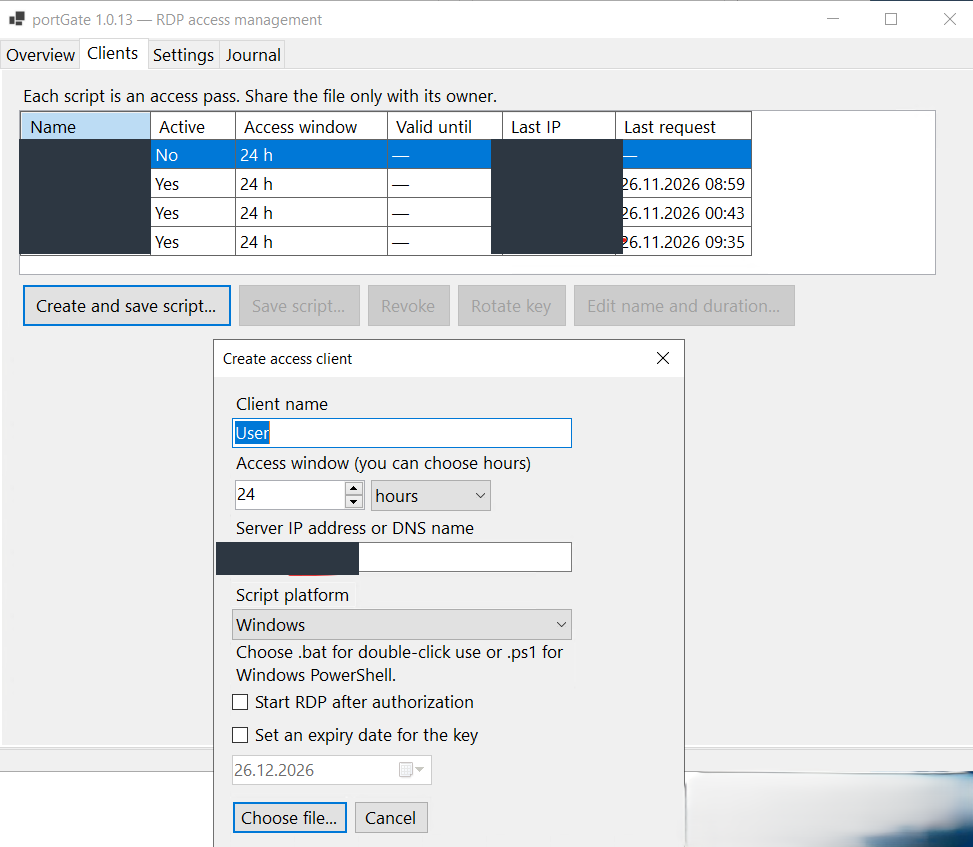 portGate 1.0.13 — RDP access management
Overview Clients Settings Journal
Each script is an access pass. Share the file only with its owner.
Name Active Access window Valid until Last IP Last request
No 24 h — —
Yes 24 h — 26.11.2026 08:59
Yes 24 h — 26.11.2026 00:43
Yes 24 h — 26.11.2026 09:35
Create and save script... Save script... Revoke Rotate key Edit name and duration...
Create access client
Client name
User
Access window (you can choose hours)
24 hours
Server IP address or DNS name
Script platform
Windows
Choose .bat for double-click use or .ps1 for
Windows PowerShell.
Start RDP after authorization
Set an expiry date for the key
26.12.2026
Choose file... Cancel